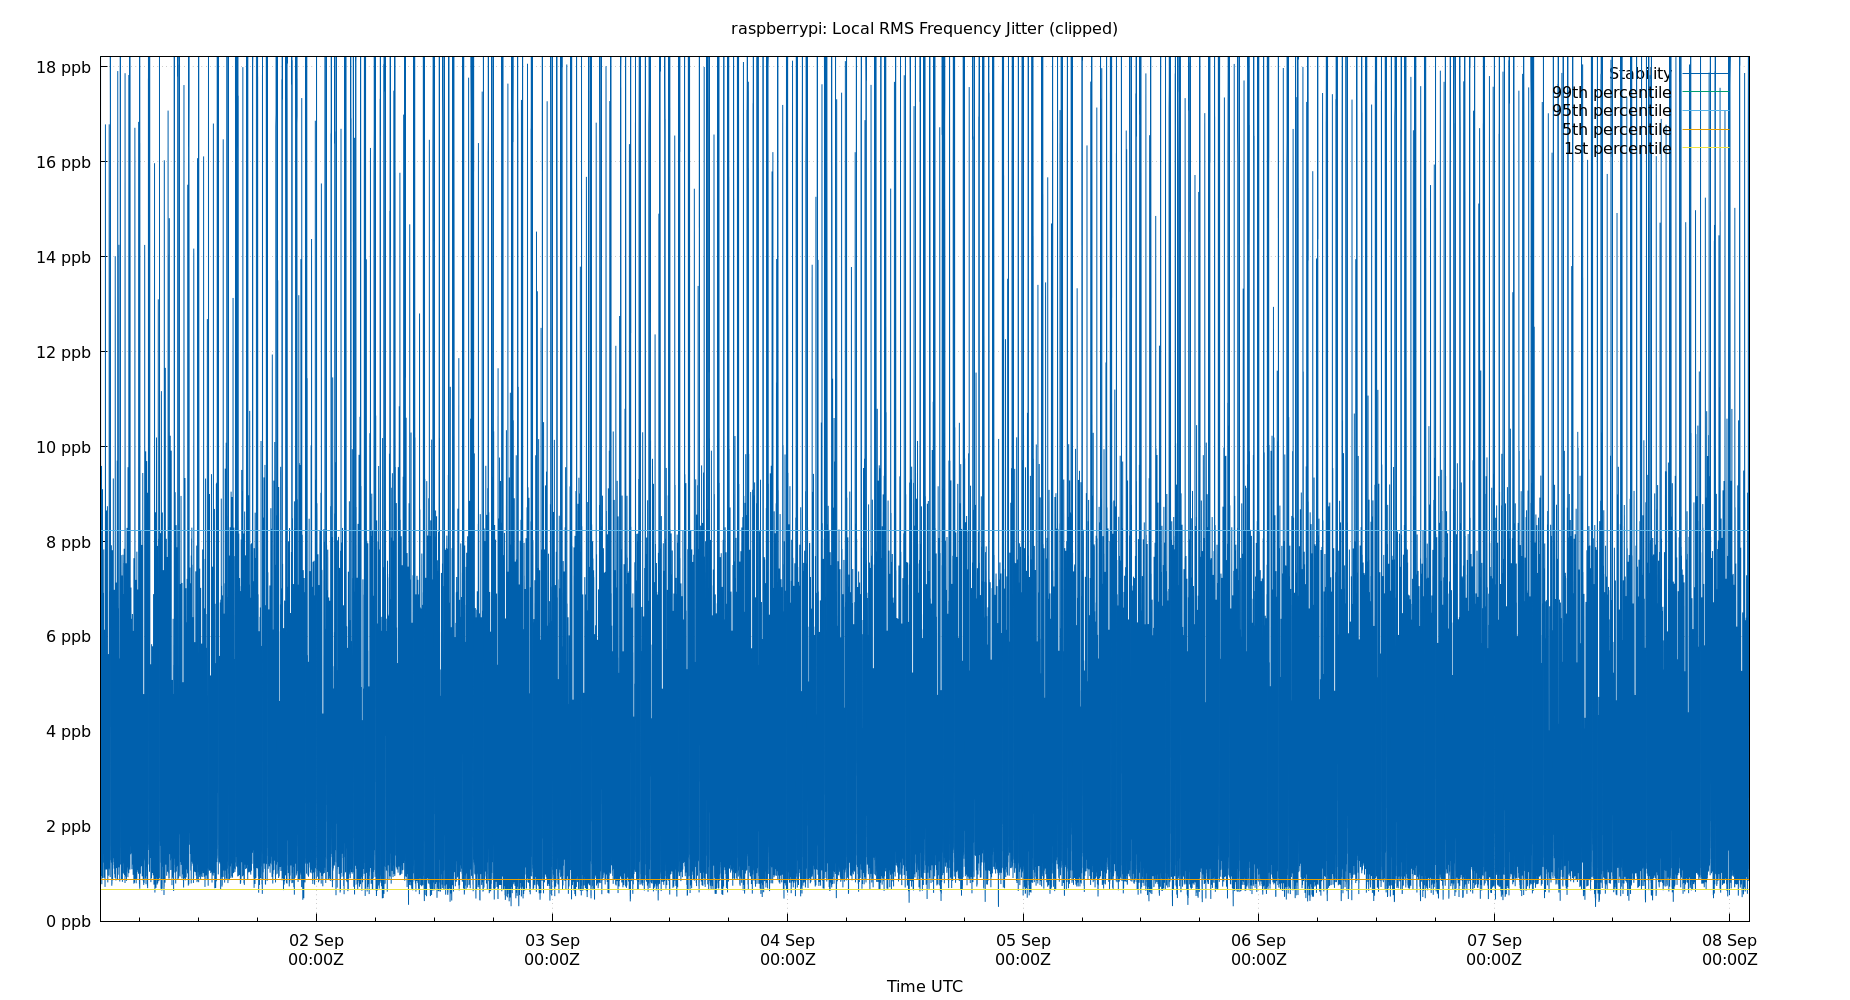 raspberrypi: Local RMS Frequency Jitter (clipped)
18 ppb
16 ppb
14 ppb
12 ppb
10 ppb
8 ppb
6 ppb
4 ppb
2 ppb
0 ppb
Stability
99th percentile
95th percentile
5th percentile
1st percentile
02 Sep 03 Sep 04 Sep 05 Sep 06 Sep 07 Sep 08 Sep
00:00Z 00:00Z 00:00Z 00:00Z 00:00Z 00:00Z 00:00Z
Time UTC